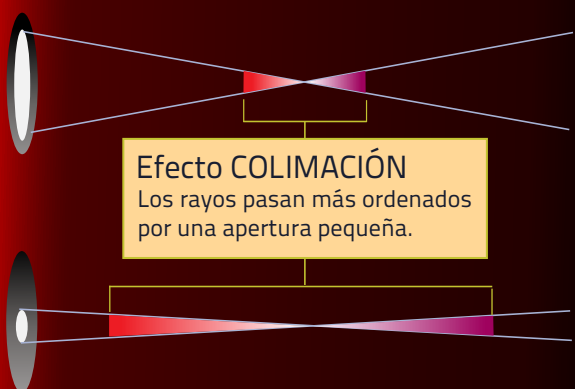 Efecto COLIMACIÓN
Los rayos pasan más ordenados
por una apertura pequeña.